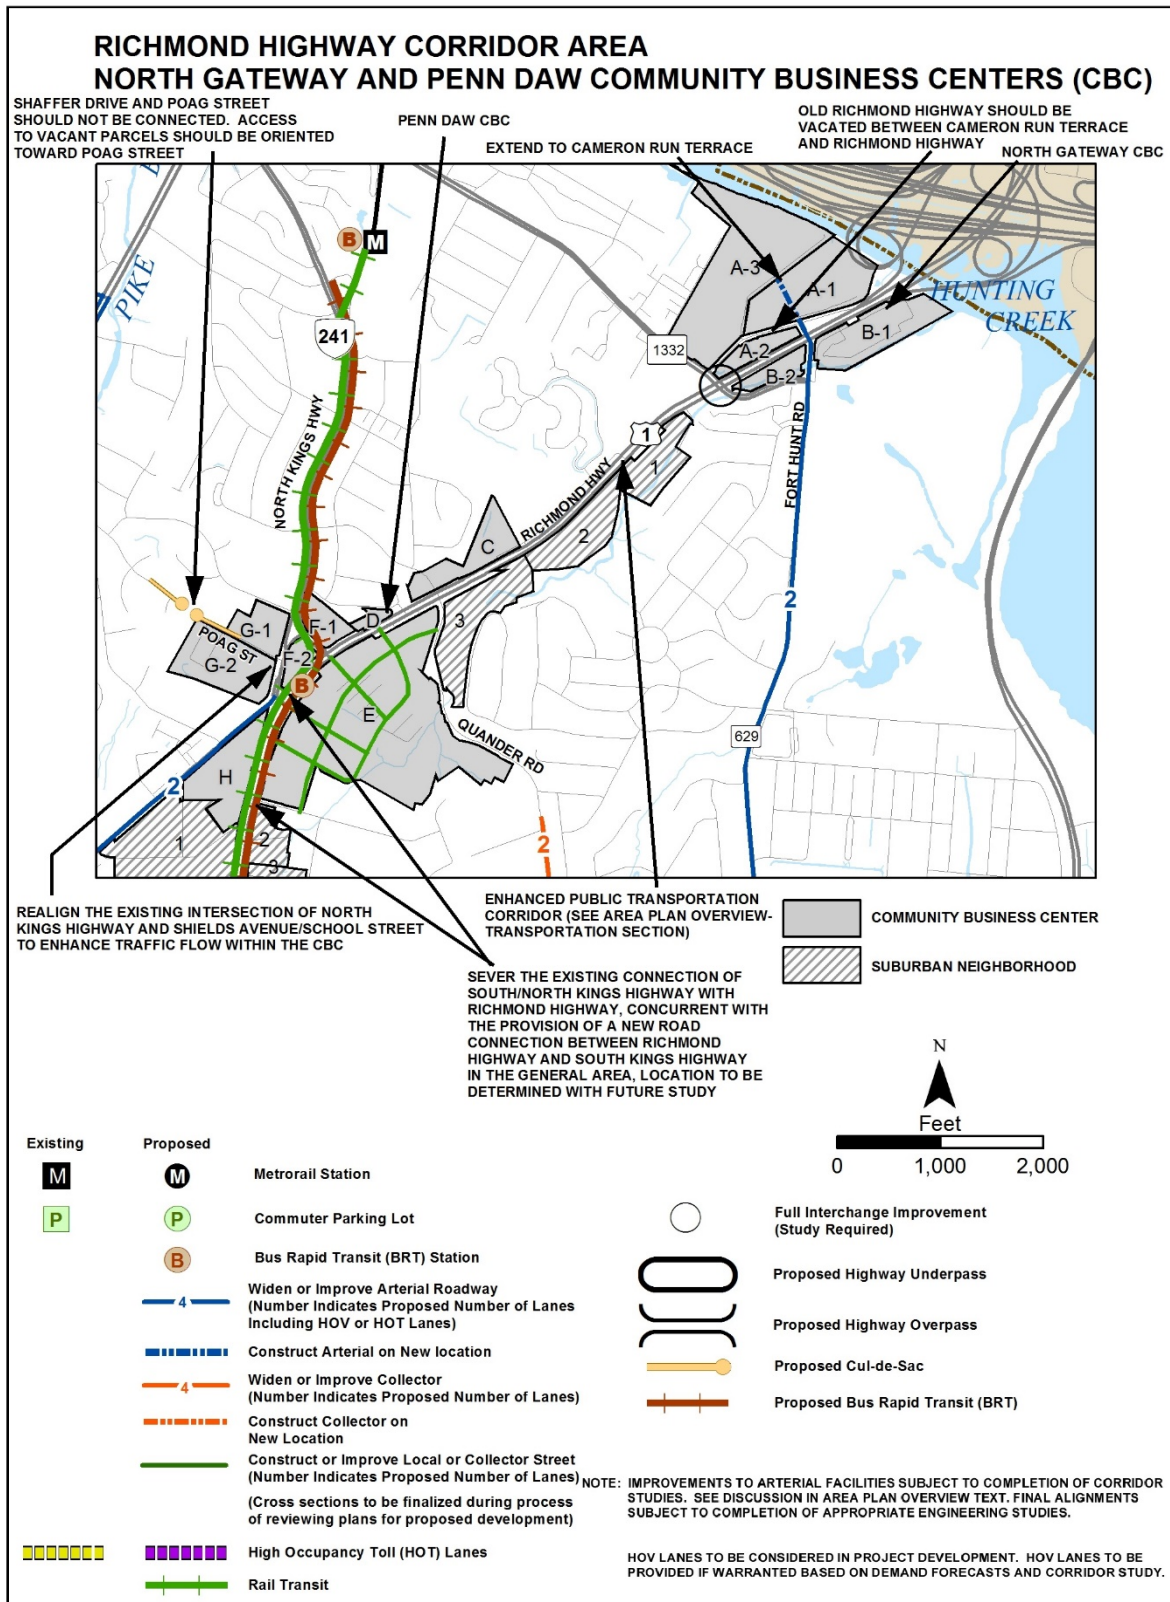 RICHMOND HIGHWAY CORRIDOR AREA
NORTH GATEWAY AND PENN DAW COMMUNITY BUSINESS CENTERS (CBC)
SHAFFER DRIVE AND POAG STREET
SHOULD NOT BE CONNECTED. ACCESS
TO VACANT PARCELS SHOULD BE ORIENTED
TOWARD POAG STREET
PENN DAW CBC
EXTEND TO CAMERON RUN TERRACE
OLD RICHMOND HIGHWAY SHOULD BE
VACATED BETWEEN CAMERON RUN TERRACE
AND RICHMOND HIGHWAY
NORTH GATEWAY CBC
PIKE
B
M
241
NORTH KINGS HWY
1332
A-3
A-1
A-2
B-1
B-2
HUNTING
CREEK
1
RICHMOND HWY
FORT HUNT RD
1
2
C
3
D
F-1
F-2
G-1
POAG ST
G-2
B
E
QUANDER RD
2
629
H
2
1
2
3
2
REALIGN THE EXISTING INTERSECTION OF NORTH
KINGS HIGHWAY AND SHIELDS AVENUE/SCHOOL STREET
TO ENHANCE TRAFFIC FLOW WITHIN THE CBC
ENHANCED PUBLIC TRANSPORTATION
CORRIDOR (SEE AREA PLAN OVERVIEW-
TRANSPORTATION SECTION)
COMMUNITY BUSINESS CENTER
SUBURBAN NEIGHBORHOOD
SEVER THE EXISTING CONNECTION OF
SOUTH/NORTH KINGS HIGHWAY WITH
RICHMOND HIGHWAY, CONCURRENT WITH
THE PROVISION OF A NEW ROAD
CONNECTION BETWEEN RICHMOND
HIGHWAY AND SOUTH KINGS HIGHWAY
IN THE GENERAL AREA, LOCATION TO BE
DETERMINED WITH FUTURE STUDY
N
Feet
0 1,000 2,000
Existing Proposed
M M Metrorail Station
P P Commuter Parking Lot
B Bus Rapid Transit (BRT) Station
4 Widen or Improve Arterial Roadway
(Number Indicates Proposed Number of Lanes
Including HOV or HOT Lanes)
Construct Arterial on New location
4 Widen or Improve Collector
(Number Indicates Proposed Number of Lanes)
Construct Collector on
New Location
Construct or Improve Local or Collector Street
(Number Indicates Proposed Number of Lanes)
(Cross sections to be finalized during process
of reviewing plans for proposed development)
High Occupancy Toll (HOT) Lanes
Rail Transit
Full Interchange Improvement
(Study Required)
Proposed Highway Underpass
Proposed Highway Overpass
Proposed Cul-de-Sac
Proposed Bus Rapid Transit (BRT)
NOTE: IMPROVEMENTS TO ARTERIAL FACILITIES SUBJECT TO COMPLETION OF CORRIDOR
STUDIES. SEE DISCUSSION IN AREA PLAN OVERVIEW TEXT. FINAL ALIGNMENTS
SUBJECT TO COMPLETION OF APPROPRIATE ENGINEERING STUDIES.
HOV LANES TO BE CONSIDERED IN PROJECT DEVELOPMENT. HOV LANES TO BE
PROVIDED IF WARRANTED BASED ON DEMAND FORECASTS AND CORRIDOR STUDY.